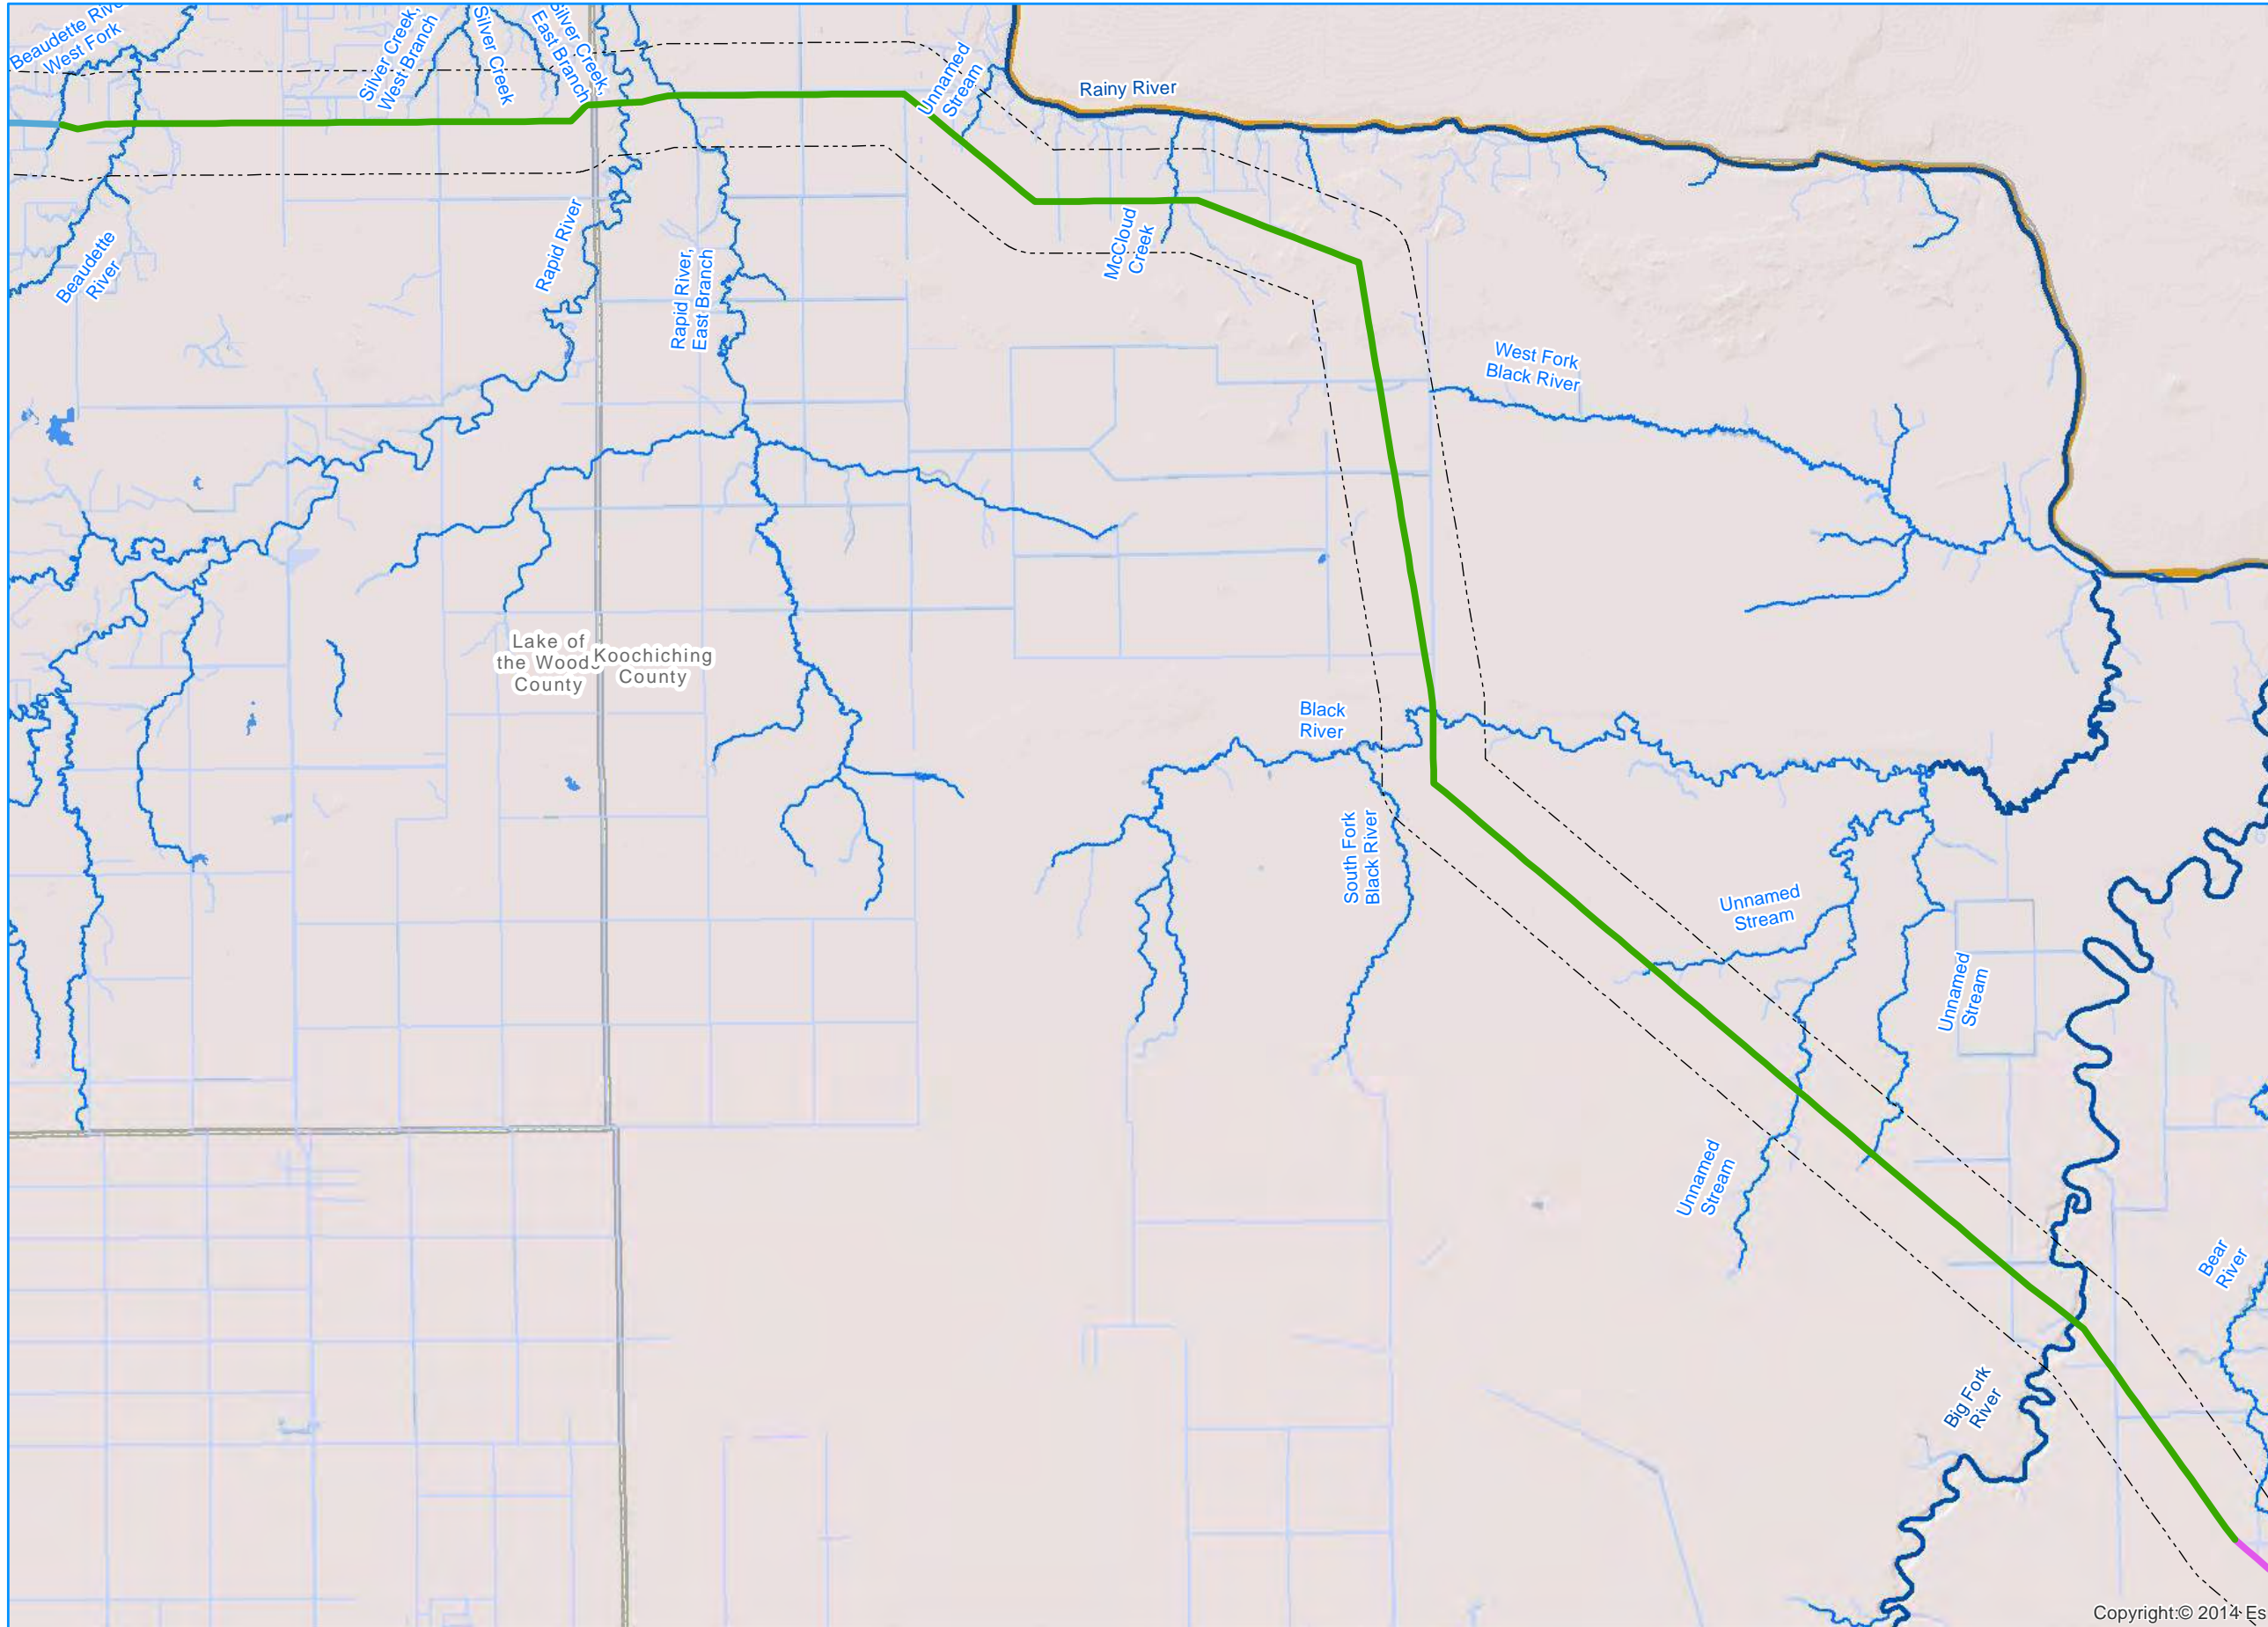 Beaudette Rive
West Fork
Silver Creek,
West Branch
Silver Creek
Silver Creek,
East Branch
Unnamed
Stream
Rainy River
Beaudette
River
Rapid River
Rapid River,
East Branch
McCloud
Creek
West Fork
Black River
Lake of
the Woods
County
Koochiching
County
Black
River
South Fork
Black River
Unnamed
Stream
Unnamed
Stream
Unnamed
Stream
Bear
River
Big Fork
River
Copyright:© 2014 Es